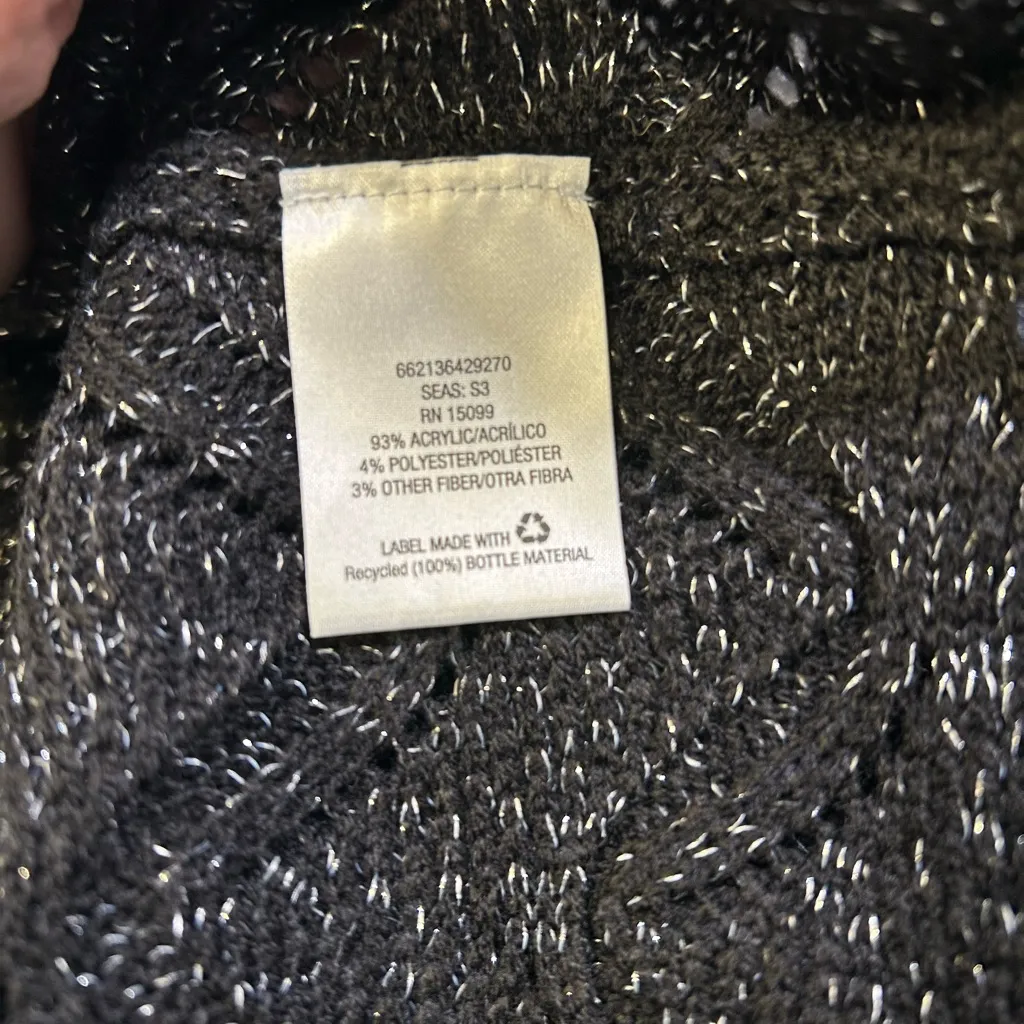 662136429270
SEAS: S3
RN 15099
93% ACRYLIC/ACRÍLICO
4% POLYESTER/POLIÉSTER
3% OTHER FIBER/OTRA FIBRA
LABEL MADE WITH
Recycled (100%) BOTTLE MATERIAL